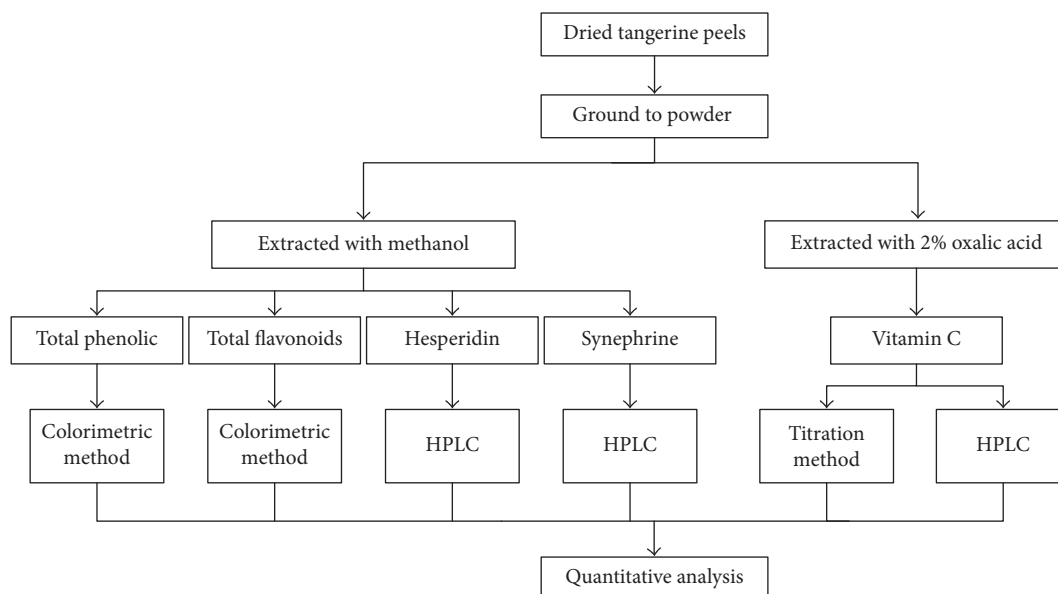 Dried tangerine peels
Ground to powder
Extracted with methanol
Extracted with 2% oxalic acid
Total phenolic
Total flavonoids
Hesperidin
Synephrine
Vitamin C
Colorimetric
method
Colorimetric
method
HPLC
HPLC
Titration
method
HPLC
Quantitative analysis